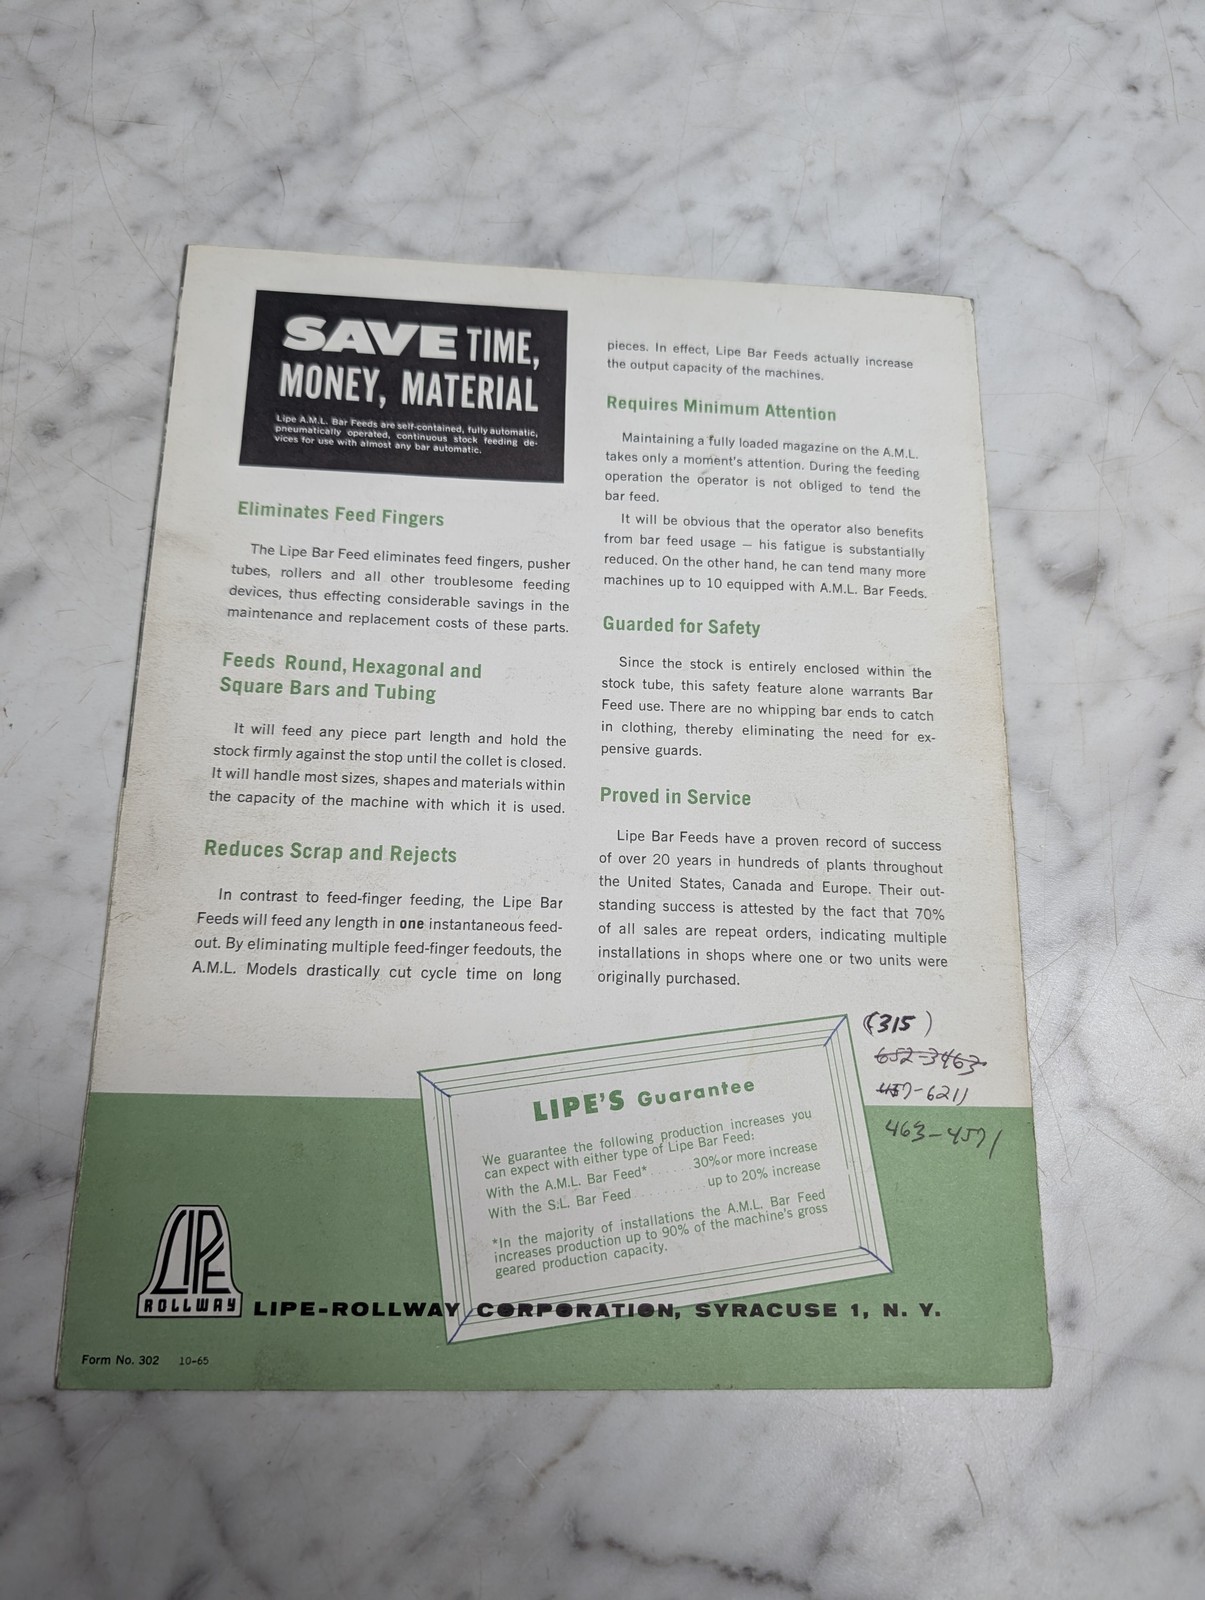 SAVE TIME,
MONEY, MATERIAL
Lipe A.M.L. Bar Feeds are self-contained, fully automatic,
pneumatically operated, continuous stock feeding de-
vices for use with almost any bar automatic.
Eliminates Feed Fingers
The Lipe Bar Feed eliminates feed fingers, pusher
tubes, rollers and all other troublesome feeding
devices, thus effecting considerable savings in the
maintenance and replacement costs of these parts.
Feeds Round, Hexagonal and
Square Bars and Tubing
It will feed any piece part length and hold the
stock firmly against the stop until the collet is closed.
It will handle most sizes, shapes and materials within
the capacity of the machine with which it is used.
Reduces Scrap and Rejects
In contrast to feed-finger feeding, the Lipe Bar
Feeds will feed any length in one instantaneous feed-
out. By eliminating multiple feed-finger feedouts, the
A.M.L. Models drastically cut cycle time on long
pieces. In effect, Lipe Bar Feeds actually increase
the output capacity of the machines.
Requires Minimum Attention
Maintaining a fully loaded magazine on the A.M.L.
takes only a moment's attention. During the feeding
operation the operator is not obliged to tend the
bar feed.
It will be obvious that the operator also benefits
from bar feed usage — his fatigue is substantially
reduced. On the other hand, he can tend many more
machines up to 10 equipped with A.M.L. Bar Feeds.
Guarded for Safety
Since the stock is entirely enclosed within the
stock tube, this safety feature alone warrants Bar
Feed use. There are no whipping bar ends to catch
in clothing, thereby eliminating the need for ex-
pensive guards.
Proved in Service
Lipe Bar Feeds have a proven record of success
of over 20 years in hundreds of plants throughout
the United States, Canada and Europe. Their out-
standing success is attested by the fact that 70%
of all sales are repeat orders, indicating multiple
installations in shops where one or two units were
originally purchased.
(315)
652-3463
457-6211
463-4571
LIPE'S Guarantee
We guarantee the following production increases you
can expect with either type of Lipe Bar Feed:
With the A.M.L. Bar Feed* ...... 30% or more increase
With the S.L. Bar Feed .......... up to 20% increase
*In the majority of installations the A.M.L. Bar Feed
increases production up to 90% of the machine's gross
geared production capacity.
LIPE
ROLLWAY
LIPE-ROLLWAY CORPORATION, SYRACUSE 1, N. Y.
Form No. 302 10-65